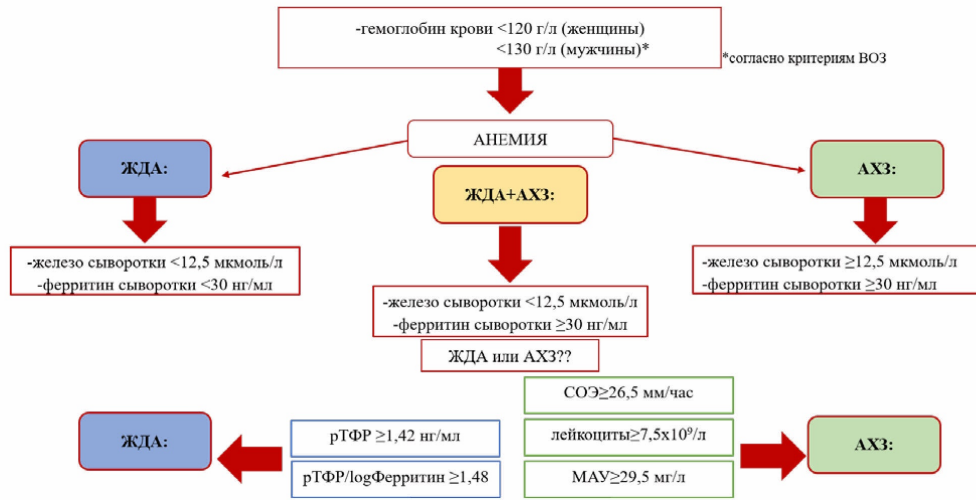 -гемоглобин крови <120 г/л (женщины)
<130 г/л (мужчины)*
*согласно критериям ВОЗ
АНЕМИЯ
ЖДА:
ЖДА+АХЗ:
АХЗ:
-железо сыворотки <12,5 мкмоль/л
-ферритин сыворотки <30 нг/мл
-железо сыворотки ≥12,5 мкмоль/л
-ферритин сыворотки ≥30 нг/мл
-железо сыворотки <12,5 мкмоль/л
-ферритин сыворотки ≥30 нг/мл
ЖДА или АХЗ??
ЖДА:
рТФР ≥1,42 нг/мл
рТФР/logФерритин ≥1,48
СОЭ≥26,5 мм/час
лейкоциты≥7,5х10⁹/л
МАУ≥29,5 мг/л
АХЗ: